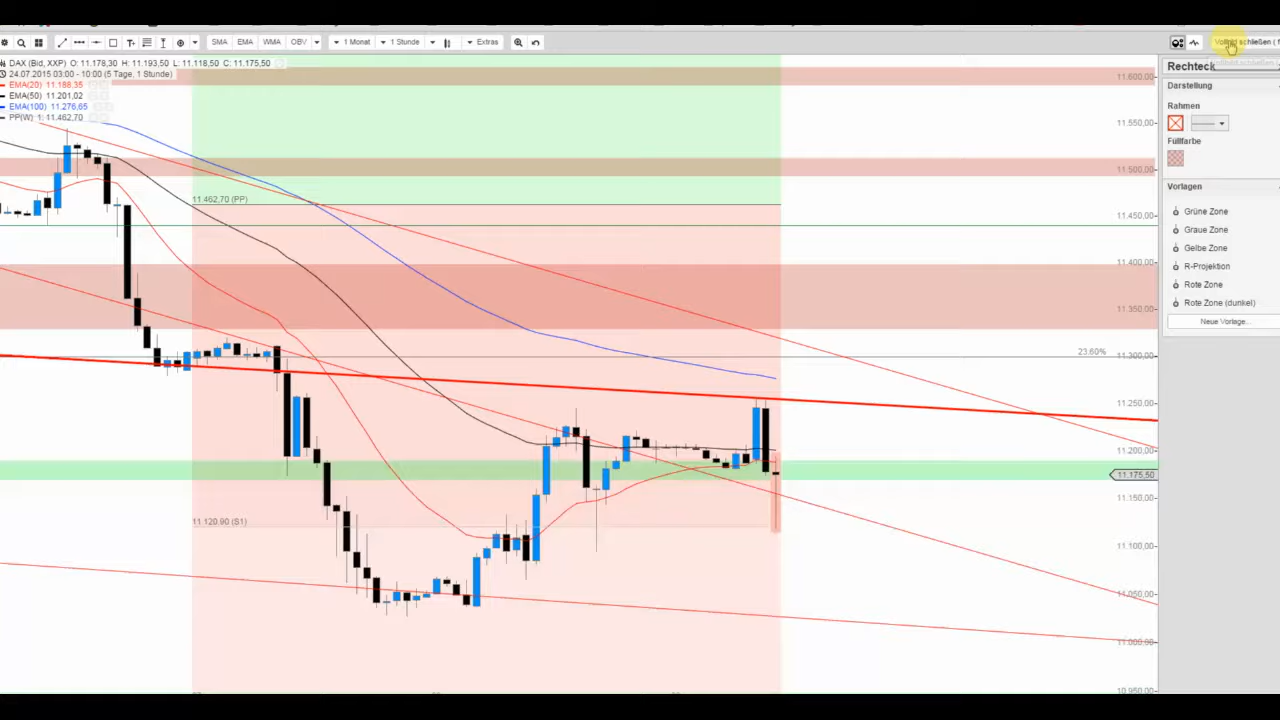 SMA EMA WMA OBV 1 Monat 1 Stunde Extras
DAX (Bid, XXP) O: 11.178,30 H: 11.193,50 L: 11.118,50 C: 11.175,50
24.07.2015 03:00 - 10:00 (5 Tage, 1 Stunde)
EMA(20) 11.188,35
EMA(50) 11.201,02
EMA(100) 11.276,65
PP(W) 1: 11.462,70
11.462,70 (PP)
11.120,90 (S1)
23.60%
11.600,00
11.550,00
11.500,00
11.450,00
11.400,00
11.350,00
11.300,00
11.250,00
11.200,00
11.175,50
11.150,00
11.100,00
11.050,00
11.000,00
10.950,00
schließen (
Rechteck
Darstellung
Rahmen
Füllfarbe
Vorlagen
Grüne Zone
Graue Zone
Gelbe Zone
R-Projektion
Rote Zone
Rote Zone (dunkel)
Neue Vorlage...